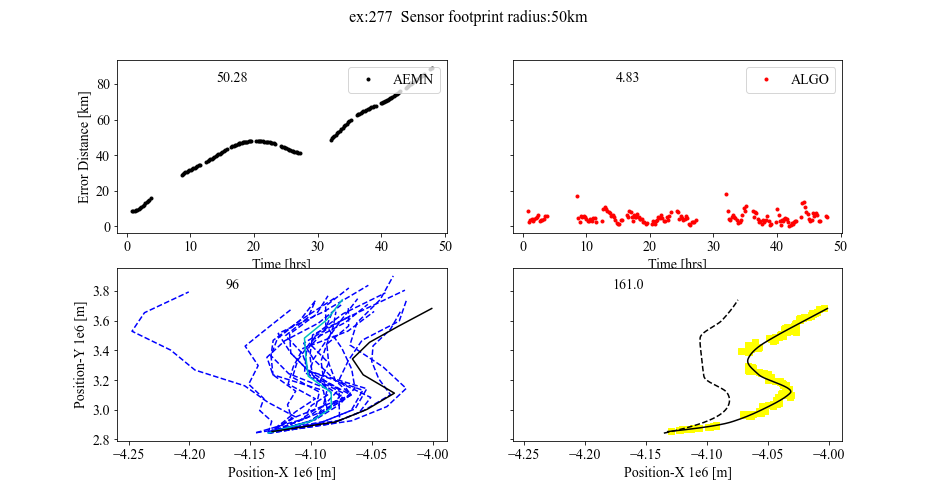 ex:277 Sensor footprint radius:50km
50.28
AEMN
4.83
ALGO
Error Distance [km]
80
60
40
20
0
0 10 20 30 40 50
0 10 20 30 40 50
Time [hrs]
Time [hrs]
96
161.0
Position-Y 1e6 [m]
3.8
3.6
3.4
3.2
3.0
2.8
−4.25 −4.20 −4.15 −4.10 −4.05 −4.00
−4.25 −4.20 −4.15 −4.10 −4.05 −4.00
Position-X 1e6 [m]
Position-X 1e6 [m]